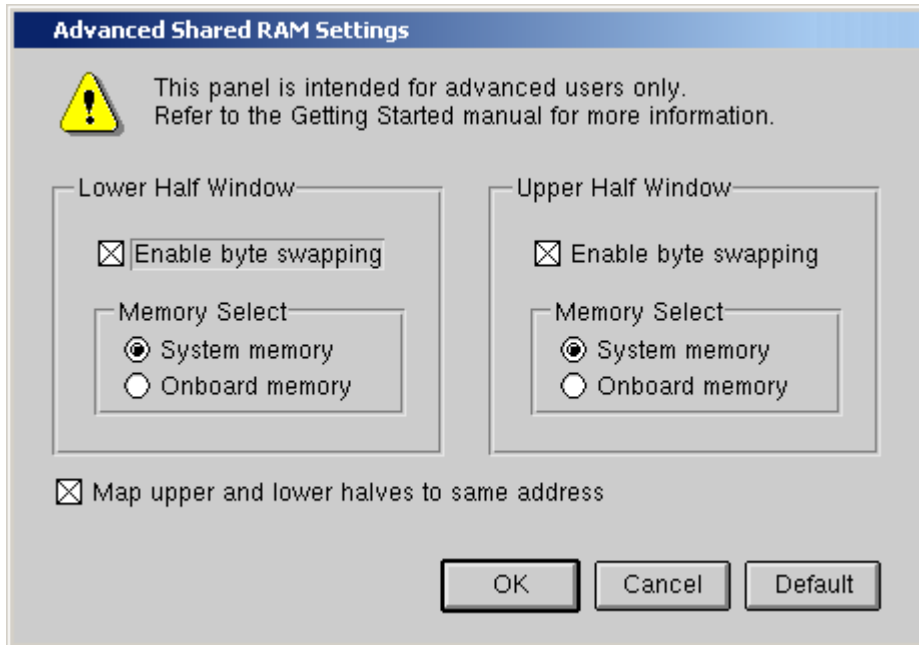 Advanced Shared RAM Settings
This panel is intended for advanced users only.
Refer to the Getting Started manual for more information.
Lower Half Window
Enable byte swapping
Memory Select
System memory
Onboard memory
Upper Half Window
Enable byte swapping
Memory Select
System memory
Onboard memory
Map upper and lower halves to same address
OK
Cancel
Default